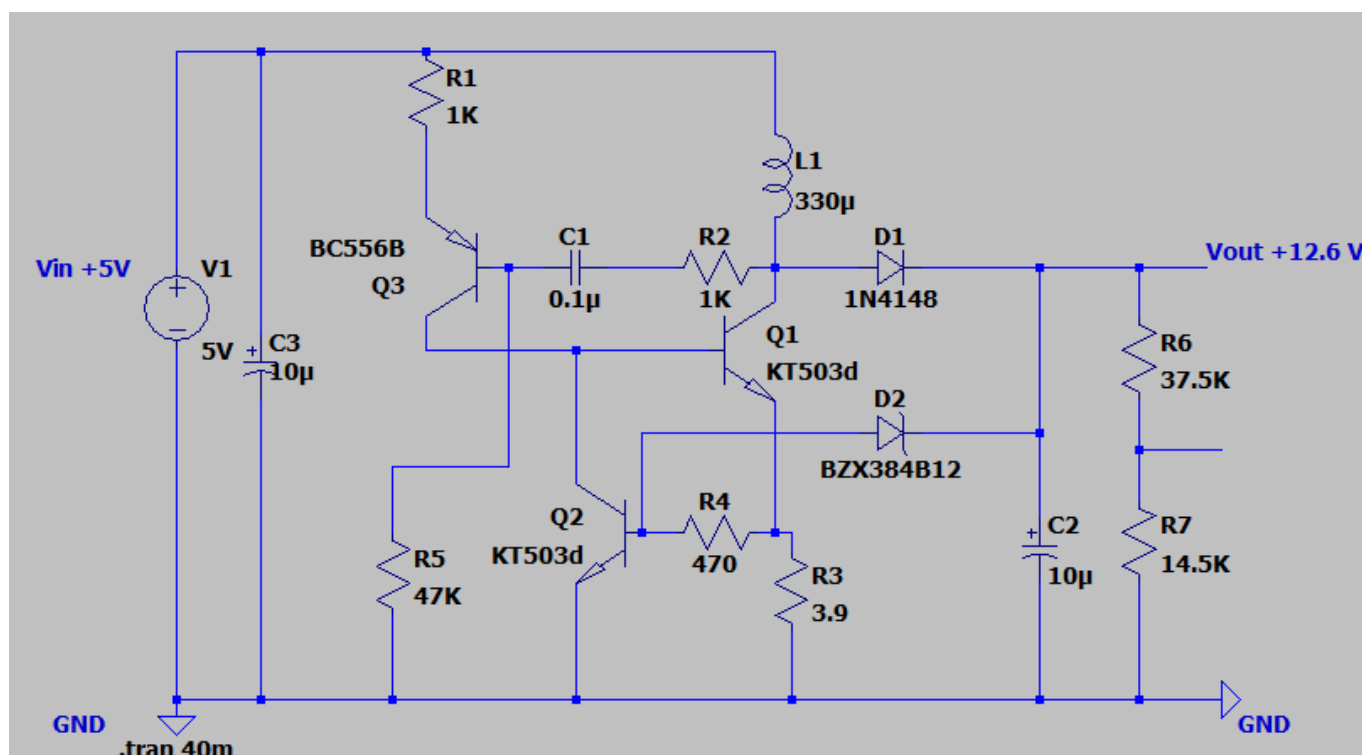 R1
1K
L1
330µ
BC556B
Q3
C1
0.1µ
R2
1K
D1
1N4148
Vout +12.6 V
Vin +5V
V1
5V
C3
10µ
Q1
KT503d
R6
37.5K
D2
BZX384B12
Q2
KT503d
R4
470
R5
47K
R3
3.9
C2
10µ
R7
14.5K
GND
GND
.tran 40m